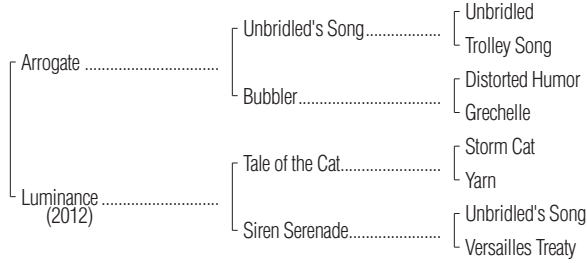 Unbridled
Unbridled's Song..................
Trolley Song
Arrogate ................................
Distorted Humor
Bubbler..................................
Grechelle
Storm Cat
Tale of the Cat........................
Yarn
Luminance ............................
(2012)
Unbridled's Song
Siren Serenade......................
Versailles Treaty